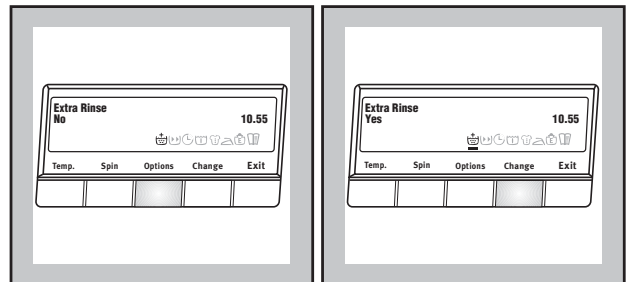 Extra Rinse
No
10.55
Temp. Spin Options Change Exit
Extra Rinse
Yes
10.55
Temp. Spin Options Change Exit